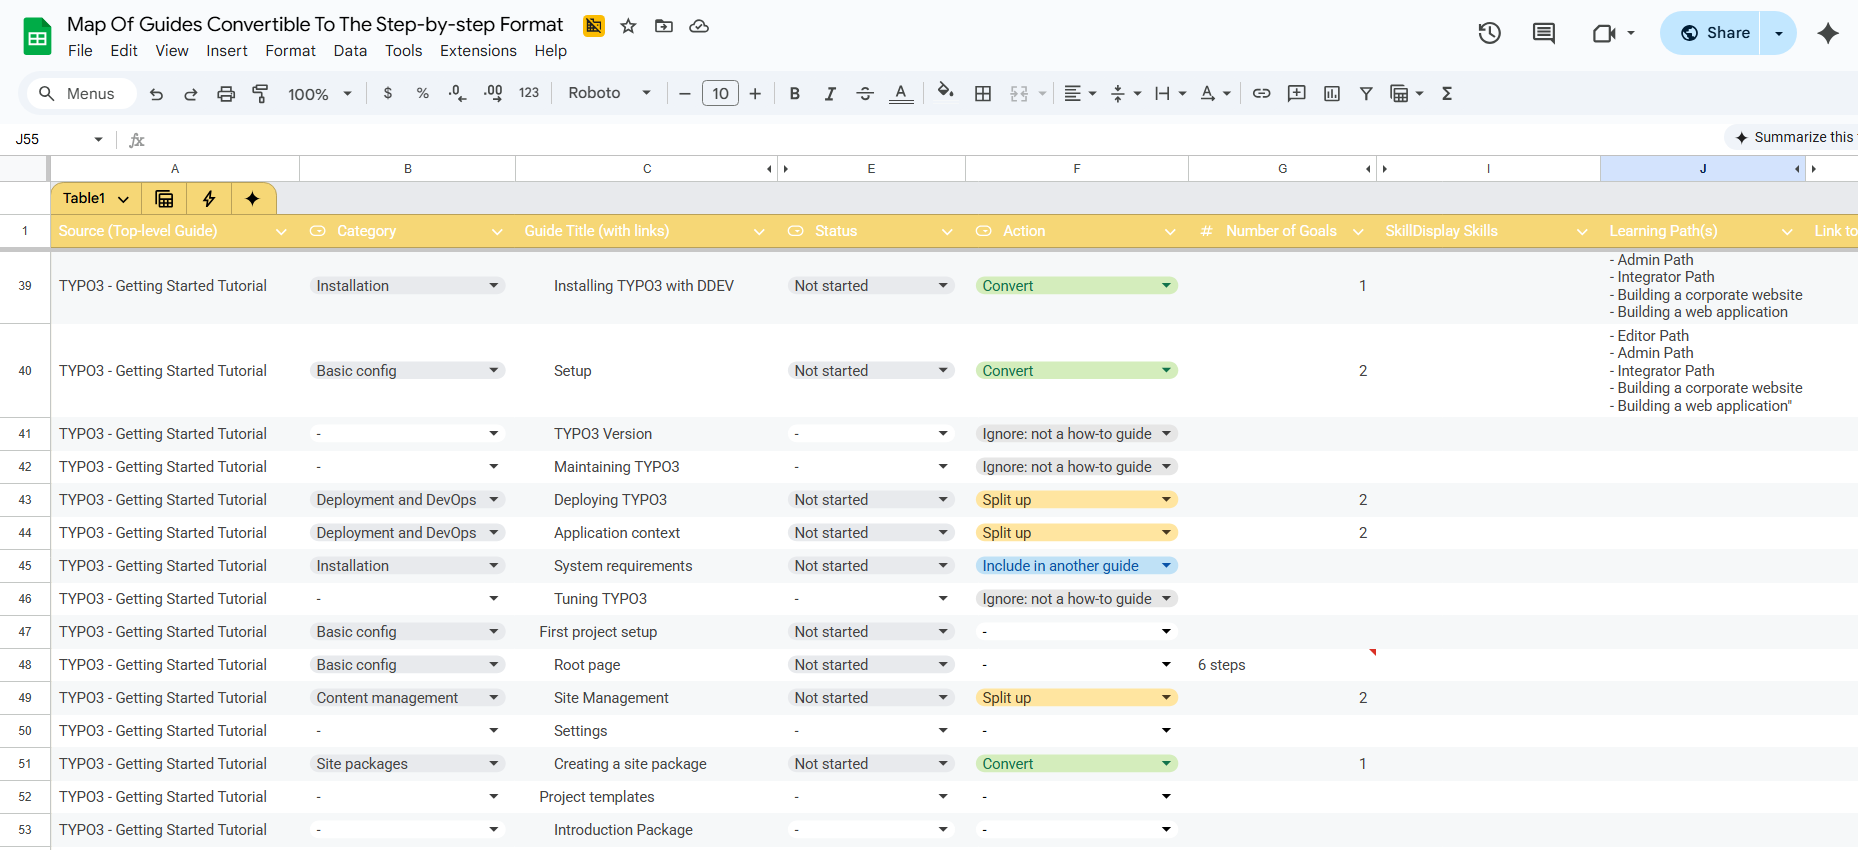 Map Of Guides Convertible To The Step-by-step Format
File Edit View Insert Format Data Tools Extensions Help
Share
Menus 100% $ % .0 .00 123 Roboto 10 B I A A Σ
J55 fx Summarize this
A B C E F G I J
Table1
1 Source (Top-level Guide) Category Guide Title (with links) Status Action # Number of Goals SkillDisplay Skills Learning Path(s) Link to
39 TYPO3 - Getting Started Tutorial Installation Installing TYPO3 with DDEV Not started Convert 1
- Admin Path
- Integrator Path
- Building a corporate website
- Building a web application
40 TYPO3 - Getting Started Tutorial Basic config Setup Not started Convert 2
- Editor Path
- Admin Path
- Integrator Path
- Building a corporate website
- Building a web application"
41 TYPO3 - Getting Started Tutorial - TYPO3 Version - Ignore: not a how-to guide
42 TYPO3 - Getting Started Tutorial - Maintaining TYPO3 - Ignore: not a how-to guide
43 TYPO3 - Getting Started Tutorial Deployment and DevOps Deploying TYPO3 Not started Split up 2
44 TYPO3 - Getting Started Tutorial Deployment and DevOps Application context Not started Split up 2
45 TYPO3 - Getting Started Tutorial Installation System requirements Not started Include in another guide
46 TYPO3 - Getting Started Tutorial - Tuning TYPO3 - Ignore: not a how-to guide
47 TYPO3 - Getting Started Tutorial Basic config First project setup Not started -
48 TYPO3 - Getting Started Tutorial Basic config Root page Not started - 6 steps
49 TYPO3 - Getting Started Tutorial Content management Site Management Not started Split up 2
50 TYPO3 - Getting Started Tutorial - Settings - -
51 TYPO3 - Getting Started Tutorial Site packages Creating a site package Not started Convert 1
52 TYPO3 - Getting Started Tutorial - Project templates - -
53 TYPO3 - Getting Started Tutorial - Introduction Package - -